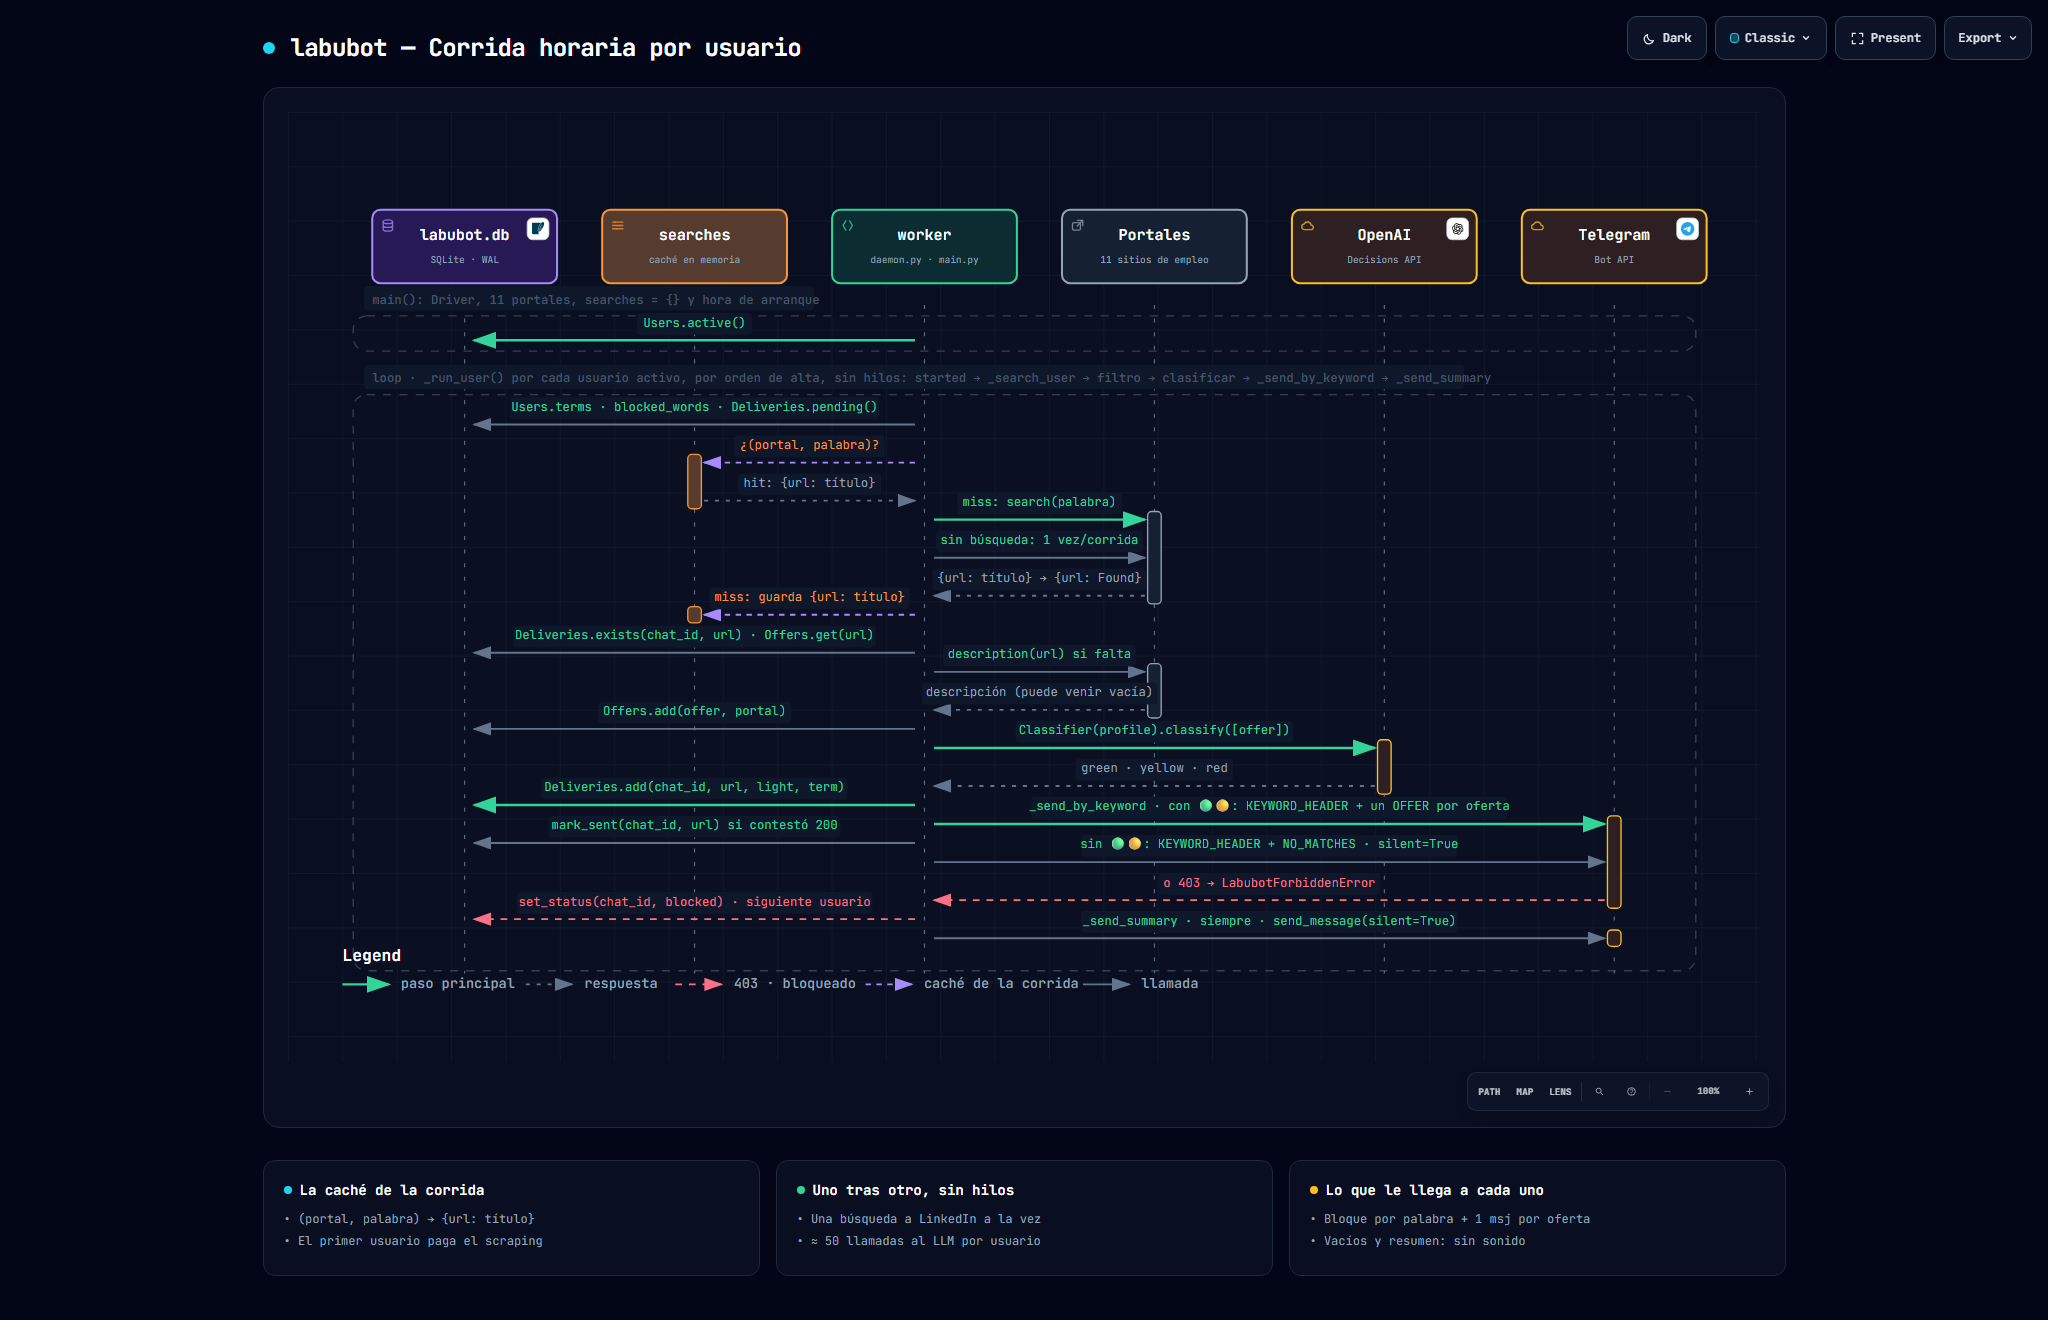 labubot — Corrida horaria por usuario
Dark
Classic
Present
Export
labubot.db
SQLite · WAL
searches
caché en memoria
worker
daemon.py · main.py
Portales
11 sitios de empleo
OpenAI
Decisions API
Telegram
Bot API
main(): Driver, 11 portales, searches = {} y hora de arranque
Users.active()
loop · _run_user() por cada usuario activo, por orden de alta, sin hilos: started → _search_user → filtro → clasificar → _send_by_keyword → _send_summary
Users.terms · blocked_words · Deliveries.pending()
¿(portal, palabra)?
hit: {url: título}
miss: search(palabra)
sin búsqueda: 1 vez/corrida
{url: título} → {url: Found}
miss: guarda {url: título}
Deliveries.exists(chat_id, url) · Offers.get(url)
description(url) si falta
descripción (puede venir vacía)
Offers.add(offer, portal)
Classifier(profile).classify([offer])
green · yellow · red
Deliveries.add(chat_id, url, light, term)
_send_by_keyword · con 🟢🟡: KEYWORD_HEADER + un OFFER por oferta
mark_sent(chat_id, url) si contestó 200
sin 🟢🟡: KEYWORD_HEADER + NO_MATCHES · silent=True
o 403 → LabubotForbiddenError
set_status(chat_id, blocked) · siguiente usuario
_send_summary · siempre · send_message(silent=True)
Legend
paso principal
respuesta
403 · bloqueado
caché de la corrida
llamada
PATH
MAP
LENS
100%
La caché de la corrida
• (portal, palabra) → {url: título}
• El primer usuario paga el scraping
Uno tras otro, sin hilos
• Una búsqueda a LinkedIn a la vez
• ≈ 50 llamadas al LLM por usuario
Lo que le llega a cada uno
• Bloque por palabra + 1 msj por oferta
• Vacíos y resumen: sin sonido